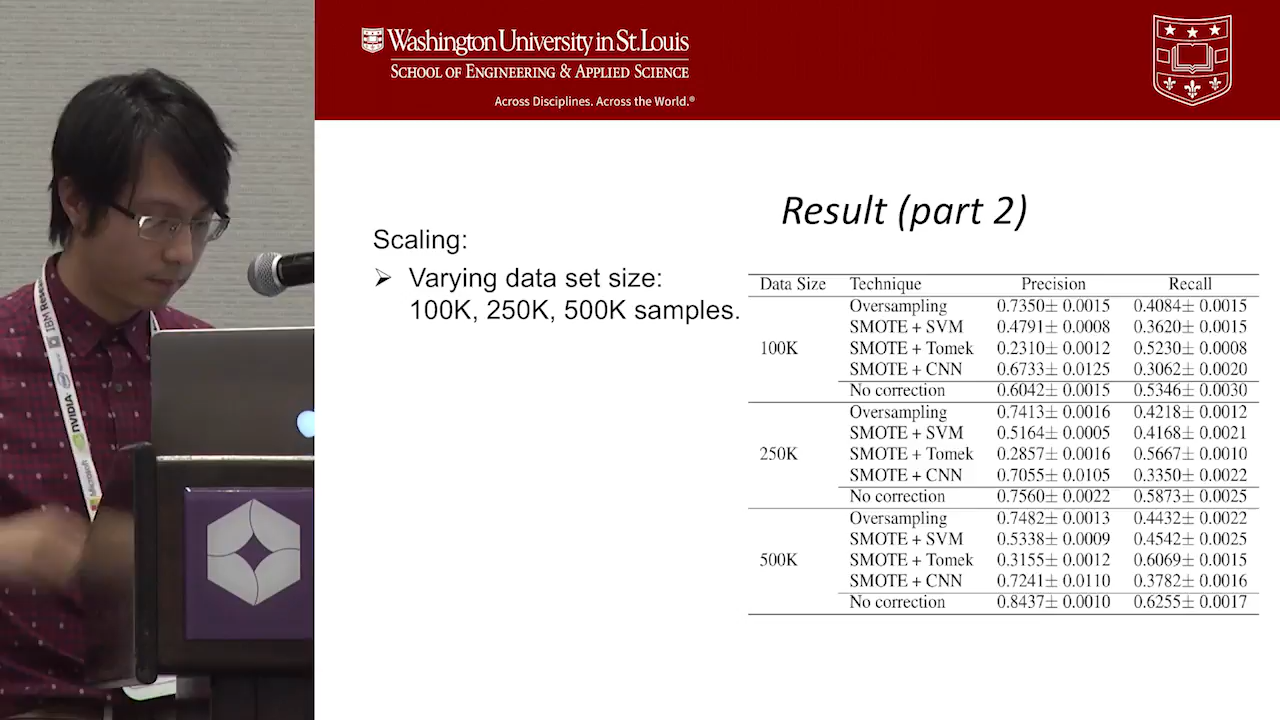 Washington University in St. Louis
SCHOOL OF ENGINEERING & APPLIED SCIENCE
Across Disciplines. Across the World.®
Result (part 2)
Scaling:
➢ Varying data set size:
100K, 250K, 500K samples.
Data Size Technique Precision Recall
Oversampling 0.7350± 0.0015 0.4084± 0.0015
SMOTE + SVM 0.4791± 0.0008 0.3620± 0.0015
100K SMOTE + Tomek 0.2310± 0.0012 0.5230± 0.0008
SMOTE + CNN 0.6733± 0.0125 0.3062± 0.0020
No correction 0.6042± 0.0015 0.5346± 0.0030
Oversampling 0.7413± 0.0016 0.4218± 0.0012
SMOTE + SVM 0.5164± 0.0005 0.4168± 0.0021
250K SMOTE + Tomek 0.2857± 0.0016 0.5667± 0.0010
SMOTE + CNN 0.7055± 0.0105 0.3350± 0.0022
No correction 0.7560± 0.0022 0.5873± 0.0025
Oversampling 0.7482± 0.0013 0.4432± 0.0022
SMOTE + SVM 0.5338± 0.0009 0.4542± 0.0025
500K SMOTE + Tomek 0.3155± 0.0012 0.6069± 0.0015
SMOTE + CNN 0.7241± 0.0110 0.3782± 0.0016
No correction 0.8437± 0.0010 0.6255± 0.0017
IBM Research
intel
NVIDIA
Microsoft